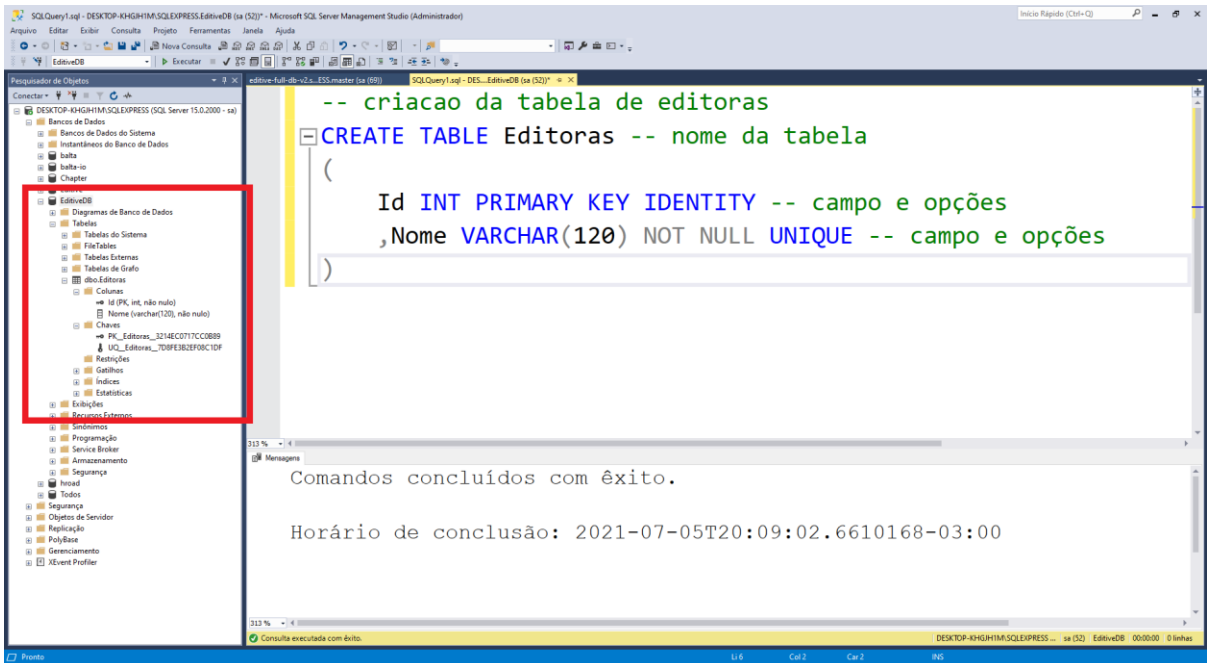 SQLQuery1.sql - DESKTOP-KHGJH1M\SQLEXPRESS.EditiveDB (sa (52))* - Microsoft SQL Server Management Studio (Administrador)
Início Rápido (Ctrl+Q)
Arquivo Editar Exibir Consulta Projeto Ferramentas Janela Ajuda
Nova Consulta
EditiveDB
Executar
Pesquisador de Objetos
Conectar
DESKTOP-KHGJH1M\SQLEXPRESS (SQL Server 15.0.2000 - sa)
Bancos de Dados
Bancos de Dados do Sistema
Instantâneos do Banco de Dados
balta
balta-io
Chapter
EditiveDB
Diagramas de Banco de Dados
Tabelas
Tabelas do Sistema
FileTables
Tabelas Externas
Tabelas de Grafo
dbo.Editoras
Colunas
Id (PK, int, não nulo)
Nome (varchar(120), não nulo)
Chaves
PK__Editoras__3214EC0717CC0B89
UQ__Editoras__7D8FE3B2EF08C1DF
Restrições
Gatilhos
Índices
Estatísticas
Exibições
Recursos Externos
Sinônimos
Programação
Service Broker
Armazenamento
Segurança
hroad
Todos
Segurança
Objetos de Servidor
Replicação
PolyBase
Gerenciamento
XEvent Profiler
editive-full-db-v2.s...ESS.master (sa (69))
SQLQuery1.sql - DES....EditiveDB (sa (52))*
-- criacao da tabela de editoras
CREATE TABLE Editoras -- nome da tabela
(
Id INT PRIMARY KEY IDENTITY -- campo e opções
,Nome VARCHAR(120) NOT NULL UNIQUE -- campo e opções
)
313 %
Mensagens
Comandos concluídos com êxito.
Horário de conclusão: 2021-07-05T20:09:02.6610168-03:00
313 %
Consulta executada com êxito.
DESKTOP-KHGJH1M\SQLEXPRESS ... sa (52) EditiveDB 00:00:00 0 linhas
Pronto
Li 6
Col 2
Car 2
INS